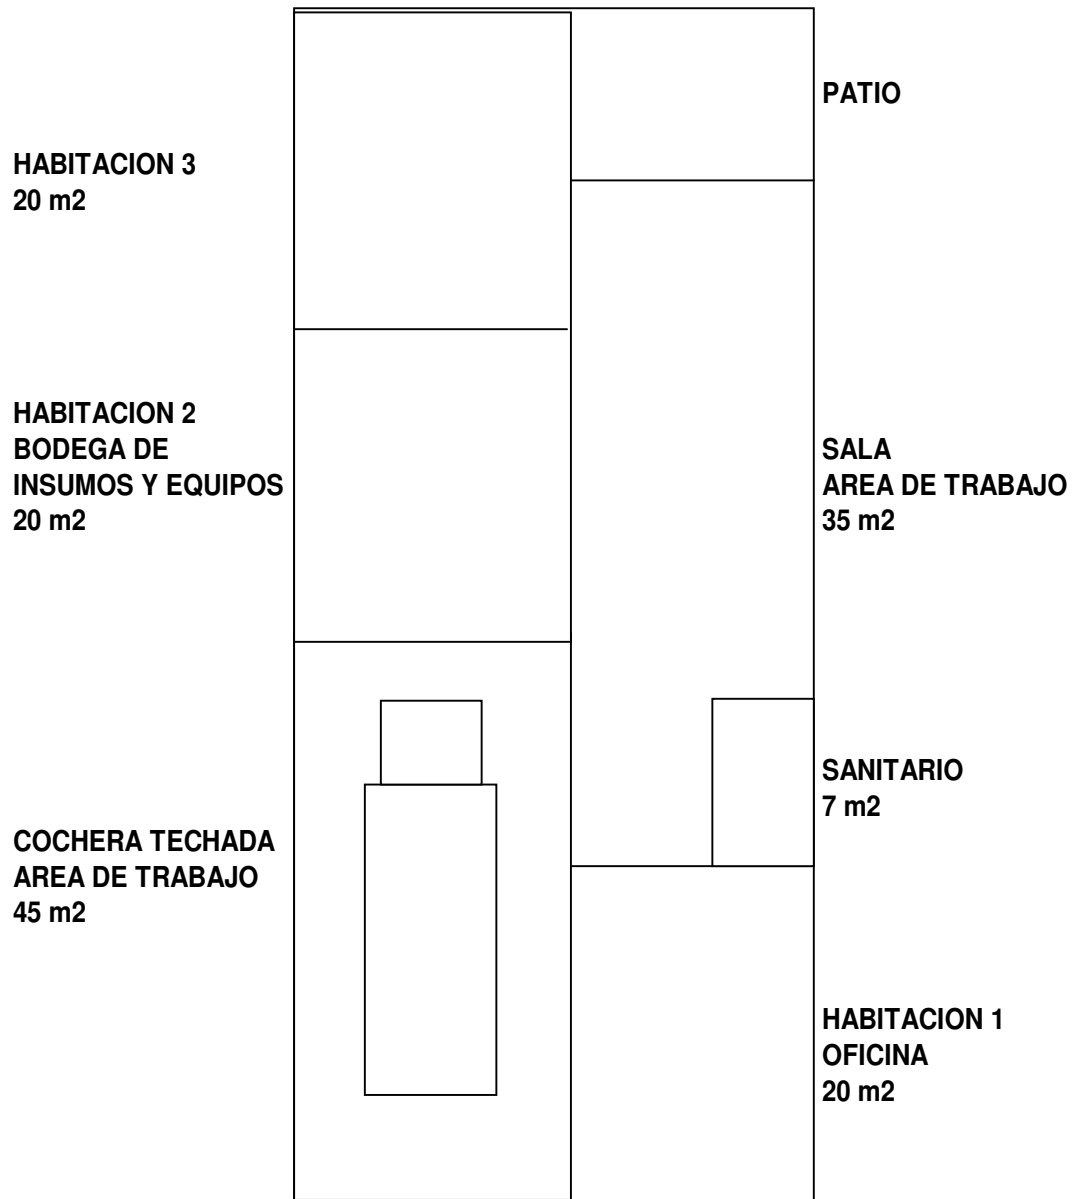 PATIO
HABITACION 3
20 m2
HABITACION 2
BODEGA DE
INSUMOS Y EQUIPOS
20 m2
SALA
AREA DE TRABAJO
35 m2
SANITARIO
7 m2
COCHERA TECHADA
AREA DE TRABAJO
45 m2
HABITACION 1
OFICINA
20 m2